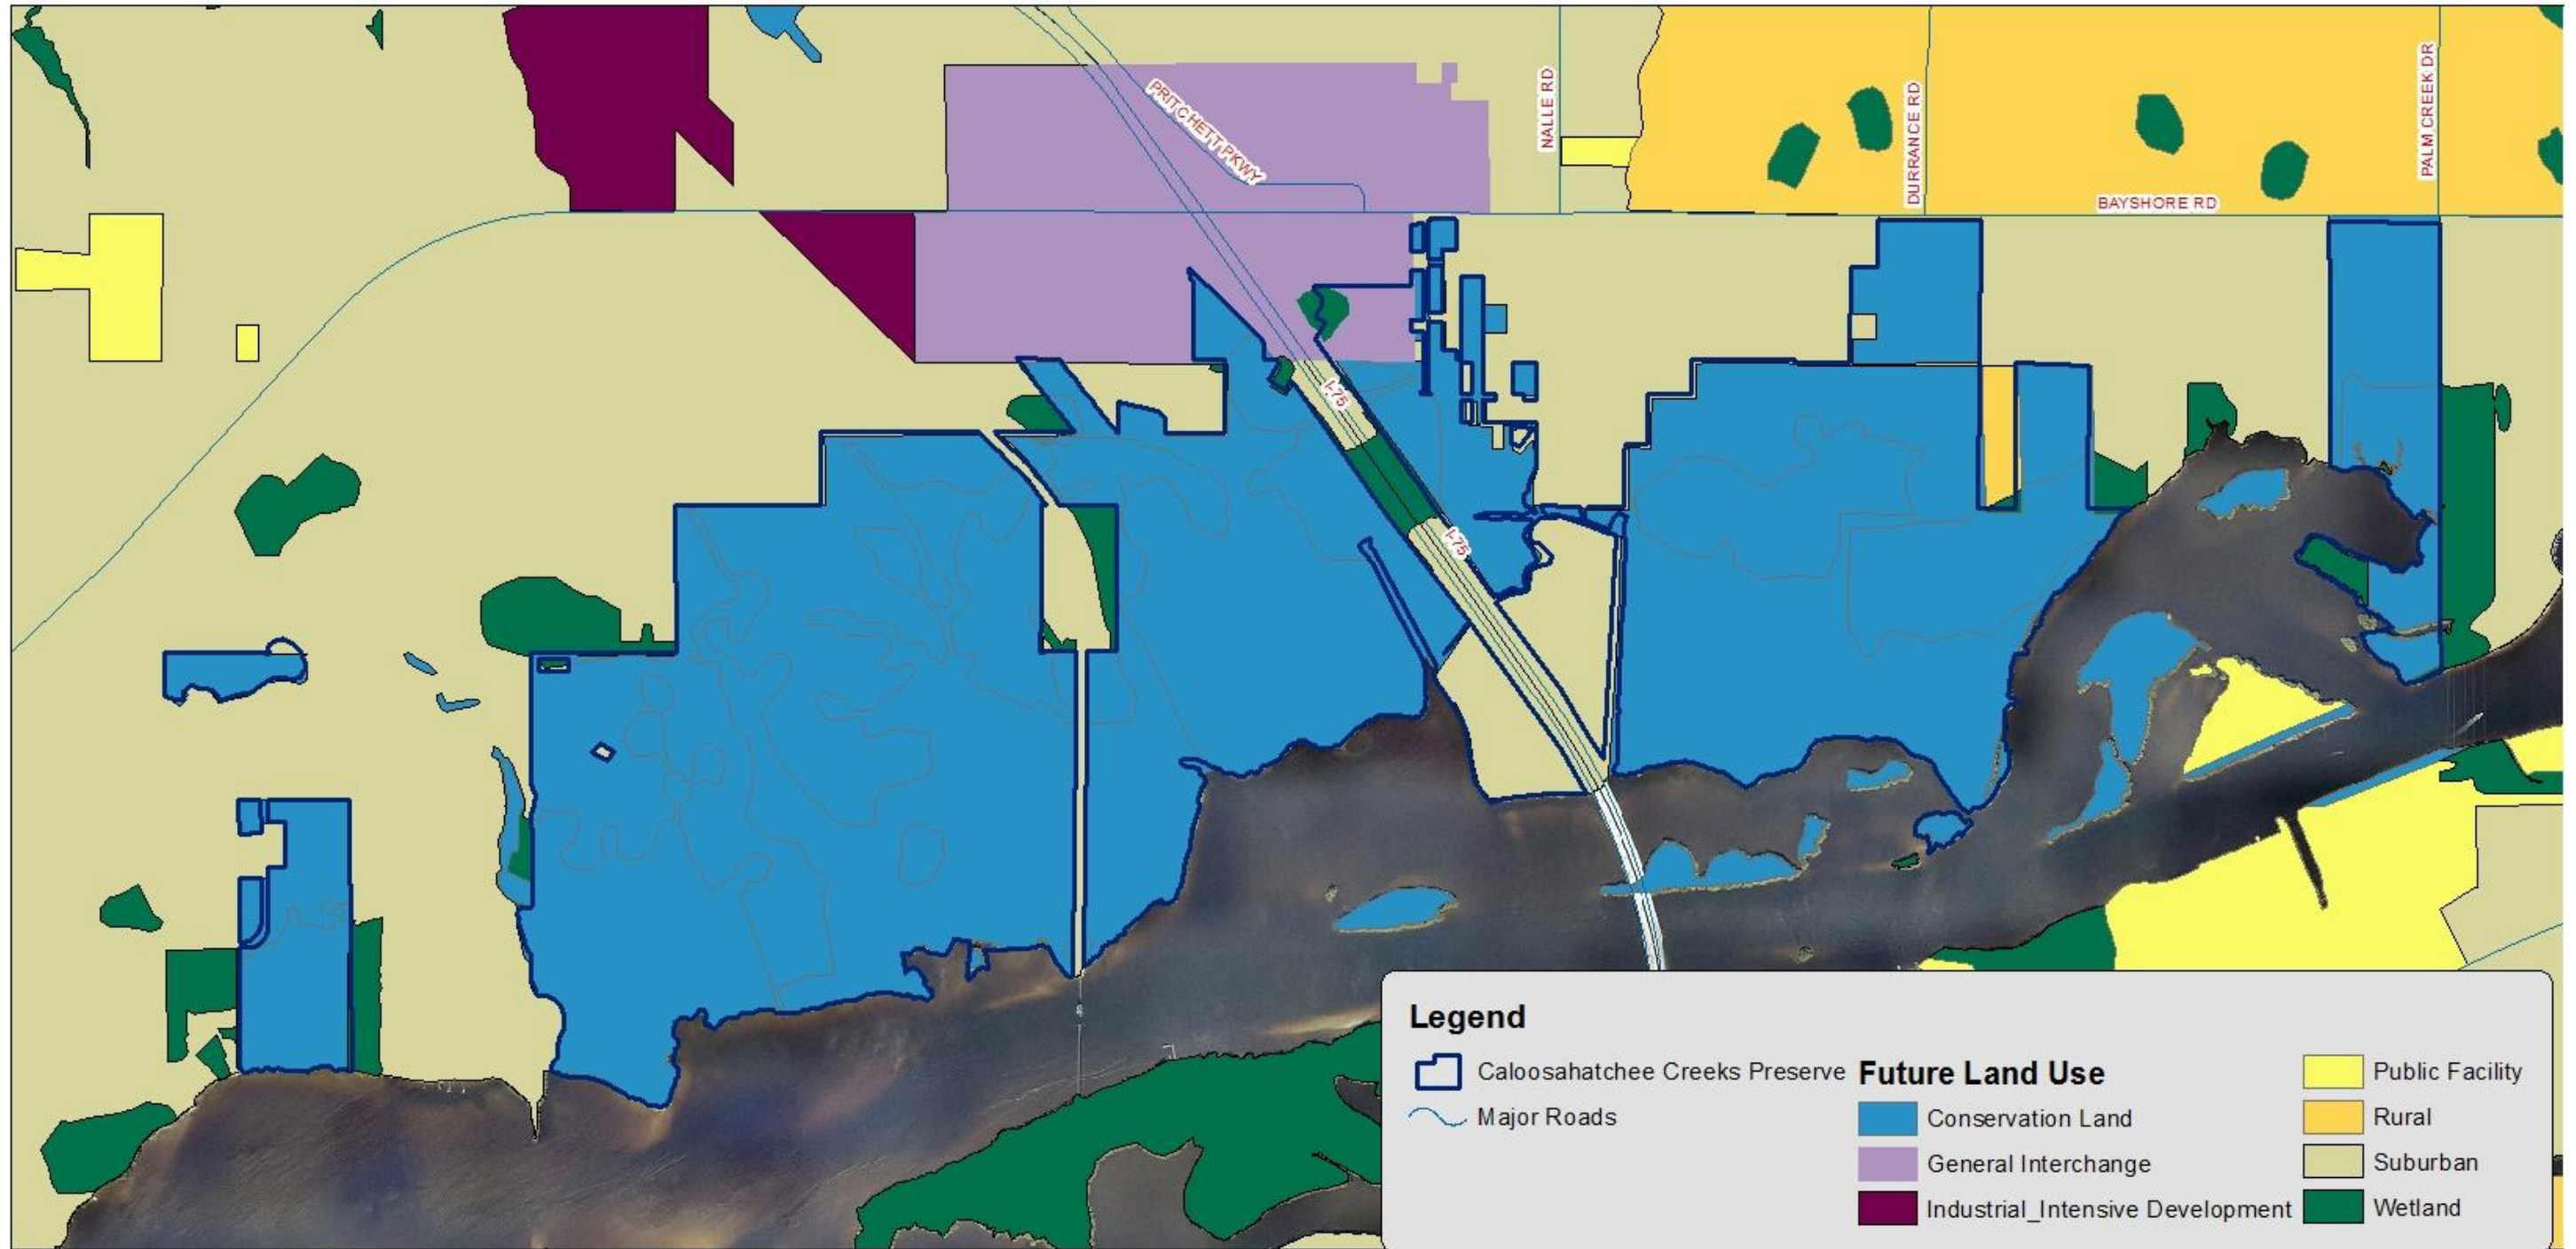 PRITCHETT PKWY
NALLE RD
DURRANCE RD
PALM CREEK DR
BAYSHORE RD
I-75
I-75
Legend
Caloosahatchee Creeks Preserve
Major Roads
Future Land Use
Conservation Land
General Interchange
Industrial_Intensive Development
Public Facility
Rural
Suburban
Wetland